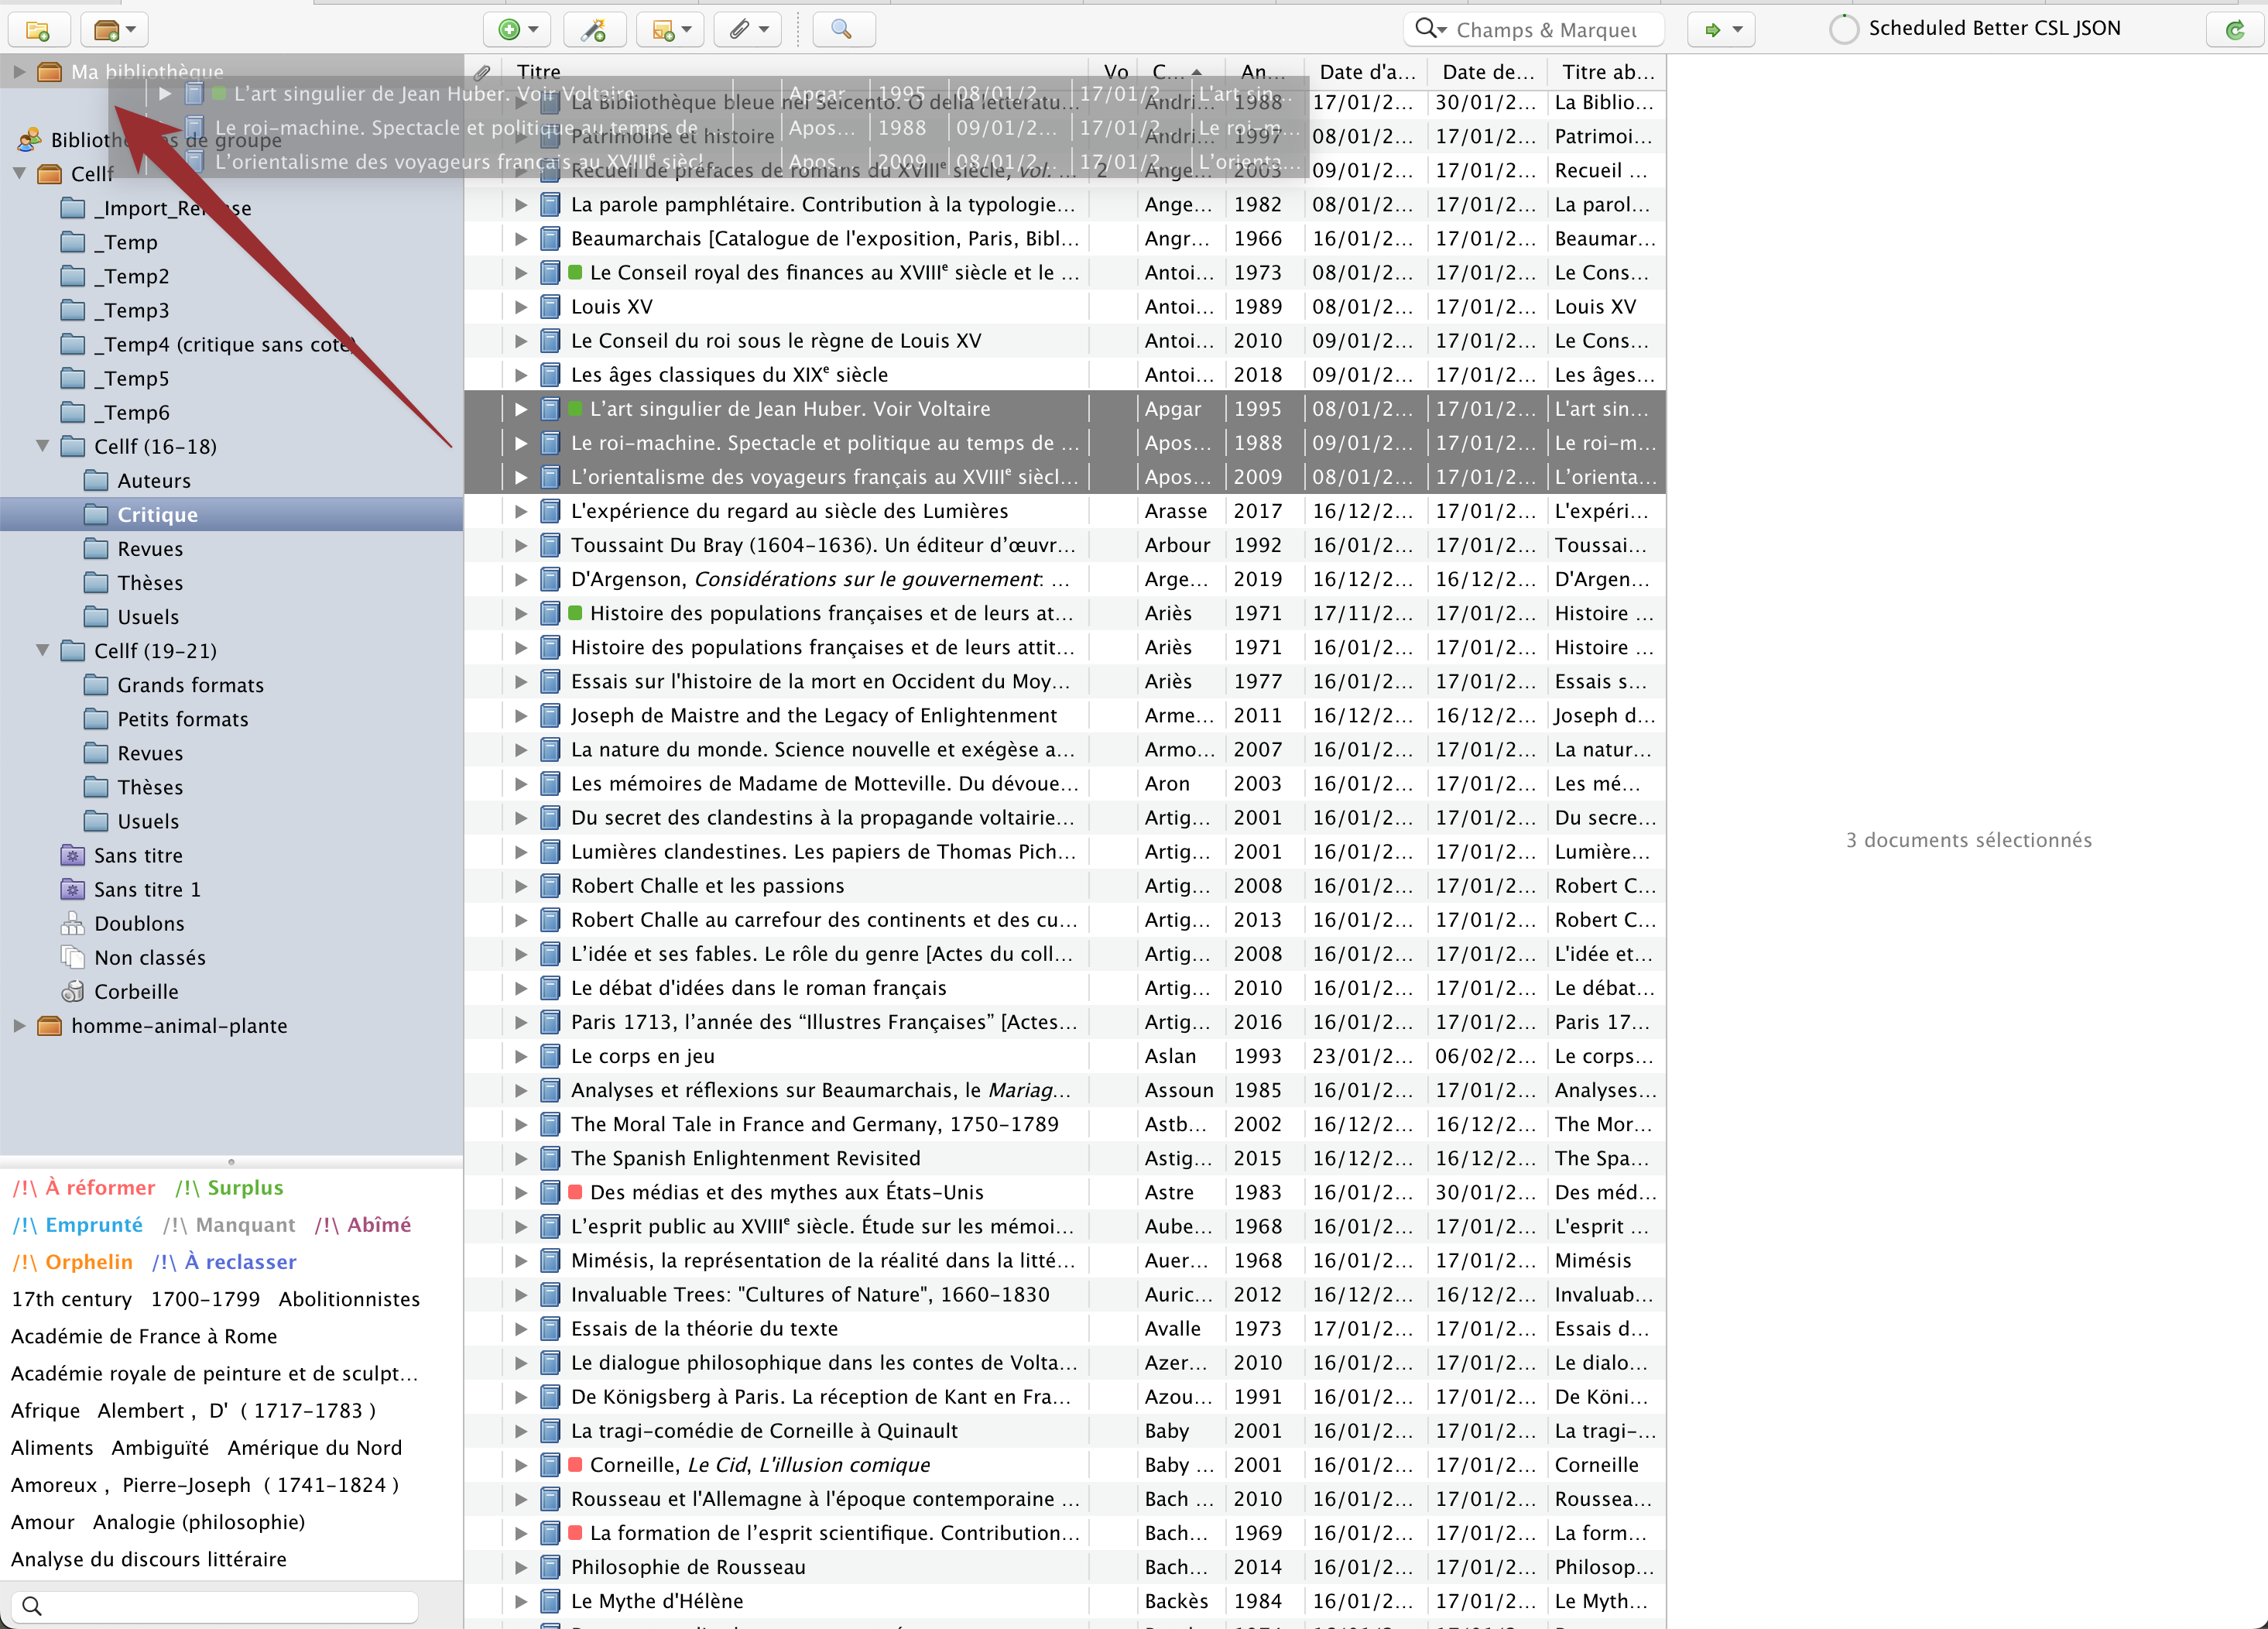 Champs & Marquet
Scheduled Better CSL JSON
Ma bibliothèque
Bibliothèques de groupe
Cellf
_Import_Release
_Temp
_Temp2
_Temp3
_Temp4 (critique sans cote)
_Temp5
_Temp6
Cellf (16-18)
Auteurs
Critique
Revues
Thèses
Usuels
Cellf (19-21)
Grands formats
Petits formats
Revues
Thèses
Usuels
Sans titre
Sans titre 1
Doublons
Non classés
Corbeille
homme-animal-plante
/!\ À réformer /!\ Surplus
/!\ Emprunté /!\ Manquant /!\ Abîmé
/!\ Orphelin /!\ À reclasser
17th century 1700-1799 Abolitionnistes
Académie de France à Rome
Académie royale de peinture et de sculpt...
Afrique Alembert , D' ( 1717-1783 )
Aliments Ambiguïté Amérique du Nord
Amoreux , Pierre-Joseph ( 1741-1824 )
Amour Analogie (philosophie)
Analyse du discours littéraire
Titre Vo C... An... Date d'a... Date de... Titre ab...
L'art singulier de Jean Huber. Voir Voltaire Apgar 1995 08/01/2... 17/01/2... L'art sin...
Le roi-machine. Spectacle et politique au temps de Apos... 1988 09/01/2... 17/01/2... Le roi-m...
L'orientalisme des voyageurs français au XVIIIe siècl Apos... 2009 08/01/2... 17/01/2... L'orienta...
La Bibliothèque bleue nel Seicento. O della letteratu... Andri... 1988 17/01/2... 30/01/2... La Biblio...
Patrimoine et histoire Andri... 1997 08/01/2... 17/01/2... Patrimoi...
Recueil de préfaces de romans du XVIIIe siècle, Vol. ... 2 Ange... 2003 09/01/2... 17/01/2... Recueil ...
La parole pamphlétaire. Contribution à la typologie... Ange... 1982 08/01/2... 17/01/2... La parol...
Beaumarchais [Catalogue de l'exposition, Paris, Bibl... Angr... 1966 16/01/2... 17/01/2... Beaumar...
Le Conseil royal des finances au XVIIIe siècle et le ... Antoi... 1973 08/01/2... 17/01/2... Le Cons...
Louis XV Antoi... 1989 08/01/2... 17/01/2... Louis XV
Le Conseil du roi sous le règne de Louis XV Antoi... 2010 09/01/2... 17/01/2... Le Cons...
Les âges classiques du XIXe siècle Antoi... 2018 09/01/2... 17/01/2... Les âges...
L'art singulier de Jean Huber. Voir Voltaire Apgar 1995 08/01/2... 17/01/2... L'art sin...
Le roi-machine. Spectacle et politique au temps de ... Apos... 1988 09/01/2... 17/01/2... Le roi-m...
L'orientalisme des voyageurs français au XVIIIe siècl... Apos... 2009 08/01/2... 17/01/2... L'orienta...
L'expérience du regard au siècle des Lumières Arasse 2017 16/12/2... 17/01/2... L'expéri...
Toussaint Du Bray (1604-1636). Un éditeur d'œuvr... Arbour 1992 16/01/2... 17/01/2... Toussai...
D'Argenson, Considérations sur le gouvernement: ... Arge... 2019 16/12/2... 16/12/2... D'Argen...
Histoire des populations françaises et de leurs at... Ariès 1971 17/11/2... 17/01/2... Histoire ...
Histoire des populations françaises et de leurs attit... Ariès 1971 16/01/2... 17/01/2... Histoire ...
Essais sur l'histoire de la mort en Occident du Moy... Ariès 1977 16/01/2... 17/01/2... Essais s...
Joseph de Maistre and the Legacy of Enlightenment Arme... 2011 16/12/2... 16/12/2... Joseph d...
La nature du monde. Science nouvelle et exégèse a... Armo... 2007 16/01/2... 17/01/2... La natur...
Les mémoires de Madame de Motteville. Du dévoue... Aron 2003 16/01/2... 17/01/2... Les mé...
Du secret des clandestins à la propagande voltairie... Artig... 2001 16/01/2... 17/01/2... Du secre...
Lumières clandestines. Les papiers de Thomas Pich... Artig... 2001 16/01/2... 17/01/2... Lumière...
Robert Challe et les passions Artig... 2008 16/01/2... 17/01/2... Robert C...
Robert Challe au carrefour des continents et des cu... Artig... 2013 16/01/2... 17/01/2... Robert C...
L'idée et ses fables. Le rôle du genre [Actes du coll... Artig... 2008 16/01/2... 17/01/2... L'idée et...
Le débat d'idées dans le roman français Artig... 2010 16/01/2... 17/01/2... Le débat...
Paris 1713, l'année des “Illustres Françaises” [Actes... Artig... 2016 16/01/2... 17/01/2... Paris 17...
Le corps en jeu Aslan 1993 23/01/2... 06/02/2... Le corps...
Analyses et réflexions sur Beaumarchais, le Mariag... Assoun 1985 16/01/2... 17/01/2... Analyses...
The Moral Tale in France and Germany, 1750-1789 Astb... 2002 16/12/2... 16/12/2... The Mor...
The Spanish Enlightenment Revisited Astig... 2015 16/12/2... 16/12/2... The Spa...
Des médias et des mythes aux États-Unis Astre 1983 16/01/2... 30/01/2... Des méd...
L'esprit public au XVIIIe siècle. Étude sur les mémoi... Aube... 1968 16/01/2... 17/01/2... L'esprit ...
Mimésis, la représentation de la réalité dans la litté... Auer... 1968 16/01/2... 17/01/2... Mimésis
Invaluable Trees: "Cultures of Nature", 1660-1830 Auric... 2012 16/12/2... 16/12/2... Invaluab...
Essais de la théorie du texte Avalle 1973 17/01/2... 17/01/2... Essais d...
Le dialogue philosophique dans les contes de Volta... Azer... 2010 16/01/2... 17/01/2... Le dialo...
De Königsberg à Paris. La réception de Kant en Fra... Azou... 1991 16/01/2... 17/01/2... De Köni...
La tragi-comédie de Corneille à Quinault Baby 2001 16/01/2... 17/01/2... La tragi-...
Corneille, Le Cid, L'illusion comique Baby ... 2001 16/01/2... 17/01/2... Corneille
Rousseau et l'Allemagne à l'époque contemporaine ... Bach ... 2010 16/01/2... 17/01/2... Roussea...
La formation de l'esprit scientifique. Contribution... Bach... 1969 16/01/2... 17/01/2... La form...
Philosophie de Rousseau Bach... 2014 16/01/2... 17/01/2... Philosop...
Le Mythe d'Hélène Backès 1984 16/01/2... 17/01/2... Le Myth...
3 documents sélectionnés